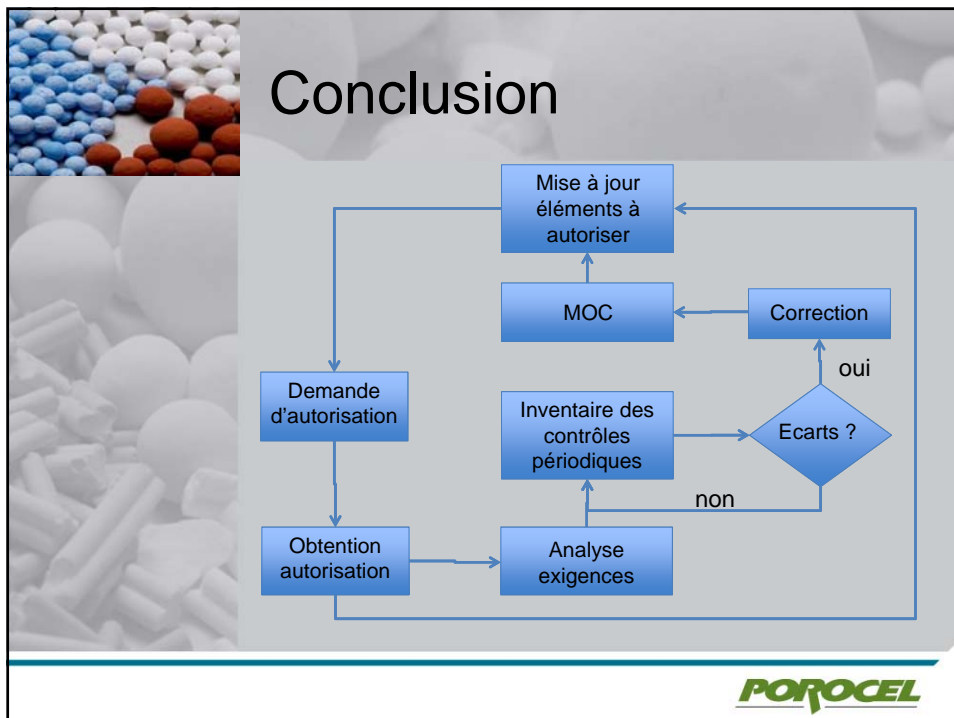 Conclusion
Mise à jour
éléments à
autoriser
MOC
Correction
oui
Demande
d'autorisation
Inventaire des
contrôles
périodiques
Ecarts ?
non
Obtention
autorisation
Analyse
exigences
POROCEL